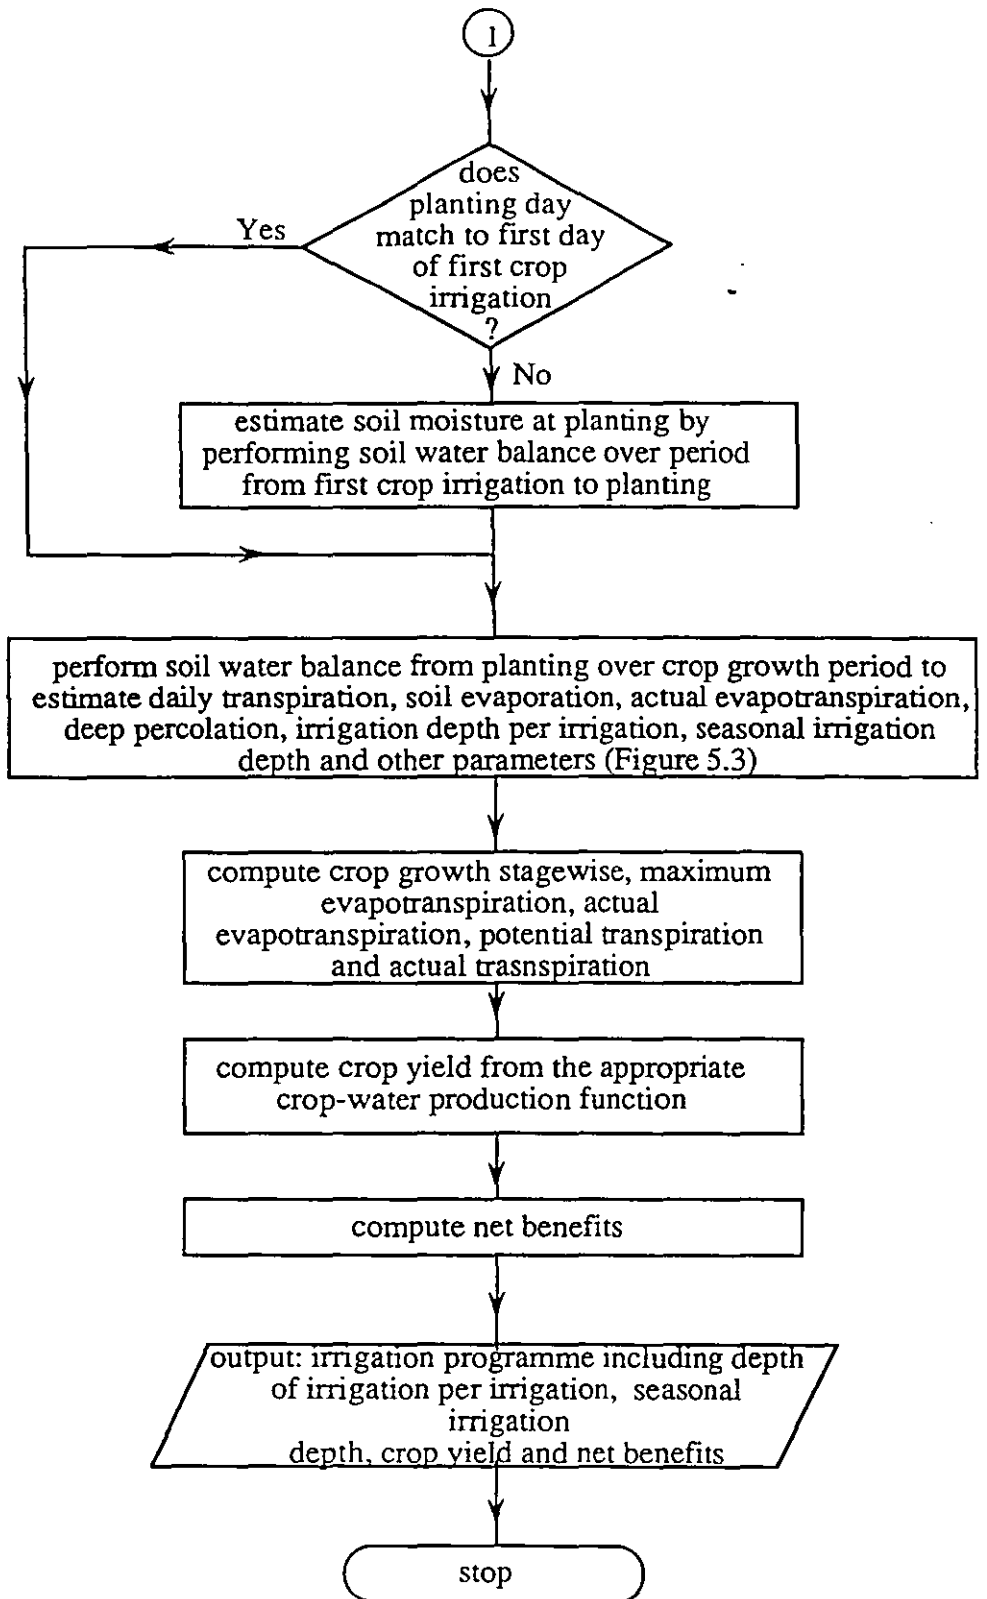 1
does
planting day
match to first day
of first crop
irrigation
?
Yes
No
estimate soil moisture at planting by
performing soil water balance over period
from first crop irrigation to planting
perform soil water balance from planting over crop growth period to
estimate daily transpiration, soil evaporation, actual evapotranspiration,
deep percolation, irrigation depth per irrigation, seasonal irrigation
depth and other parameters (Figure 5.3)
compute crop growth stagewise, maximum
evapotranspiration, actual
evapotranspiration, potential transpiration
and actual trasnspiration
compute crop yield from the appropriate
crop-water production function
compute net benefits
output: irrigation programme including depth
of irrigation per irrigation, seasonal
irrigation
depth, crop yield and net benefits
stop